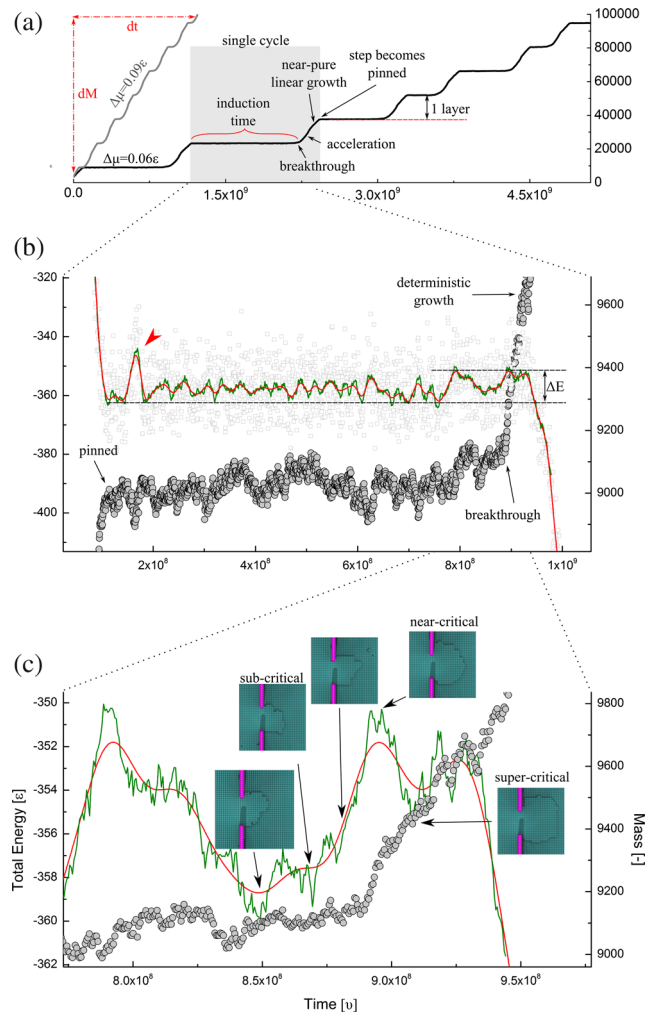 (a)
dt
dM
Δμ=0.09ε
Δμ=0.06ε
single cycle
induction
time
near-pure
linear growth
step becomes
pinned
1 layer
acceleration
breakthrough
100000
80000
60000
40000
20000
0
0.0
1.5x10⁹
3.0x10⁹
4.5x10⁹
(b)
-320
-340
-360
-380
-400
deterministic
growth
ΔE
pinned
breakthrough
9600
9400
9200
9000
2x10⁸
4x10⁸
6x10⁸
8x10⁸
1x10⁹
(c)
-350
-352
-354
-356
-358
-360
-362
Total Energy [ε]
sub-critical
near-critical
super-critical
9800
9600
9400
9200
9000
Mass [-]
8.0x10⁸
8.5x10⁸
9.0x10⁸
9.5x10⁸
Time [υ]